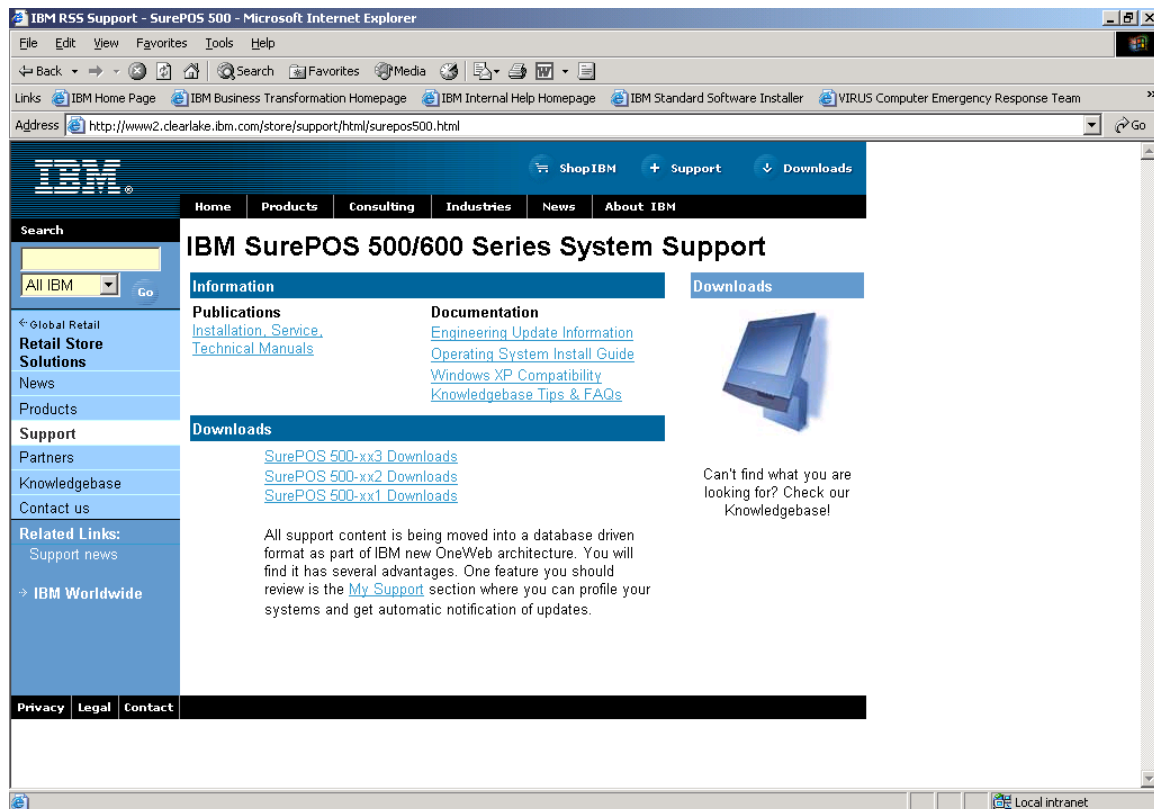 IBM RSS Support - SurePOS 500 - Microsoft Internet Explorer
File Edit View Favorites Tools Help
Back Search Favorites Media
Links IBM Home Page IBM Business Transformation Homepage IBM Internal Help Homepage IBM Standard Software Installer VIRUS Computer Emergency Response Team »
Address http://www2.clearlake.ibm.com/store/support/html/surepos500.html Go
IBM®
ShopIBM + Support Downloads
Home Products Consulting Industries News About IBM
Search
All IBM Go
Global Retail
Retail Store
Solutions
News
Products
Support
Partners
Knowledgebase
Contact us
Related Links:
Support news
IBM Worldwide
IBM SurePOS 500/600 Series System Support
Information
Publications
Installation, Service,
Technical Manuals
Documentation
Engineering Update Information
Operating System Install Guide
Windows XP Compatibility
Knowledgebase Tips & FAQs
Downloads
SurePOS 500-xx3 Downloads
SurePOS 500-xx2 Downloads
SurePOS 500-xx1 Downloads
All support content is being moved into a database driven
format as part of IBM new OneWeb architecture. You will
find it has several advantages. One feature you should
review is the My Support section where you can profile your
systems and get automatic notification of updates.
Downloads
Can't find what you are
looking for? Check our
Knowledgebase!
Privacy Legal Contact
Local intranet